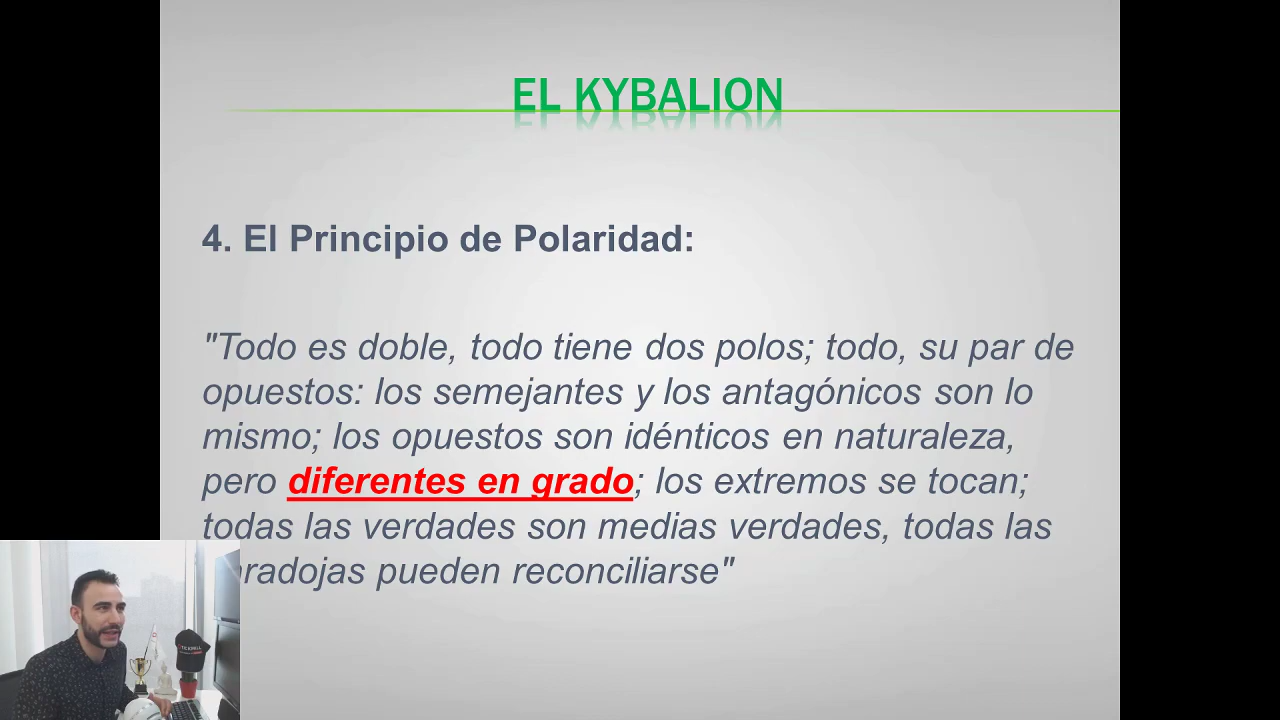 EL KYBALION
4. El Principio de Polaridad:
"Todo es doble, todo tiene dos polos; todo, su par de
opuestos: los semejantes y los antagónicos son lo
mismo; los opuestos son idénticos en naturaleza,
pero diferentes en grado; los extremos se tocan;
todas las verdades son medias verdades, todas las
radojas pueden reconciliarse"